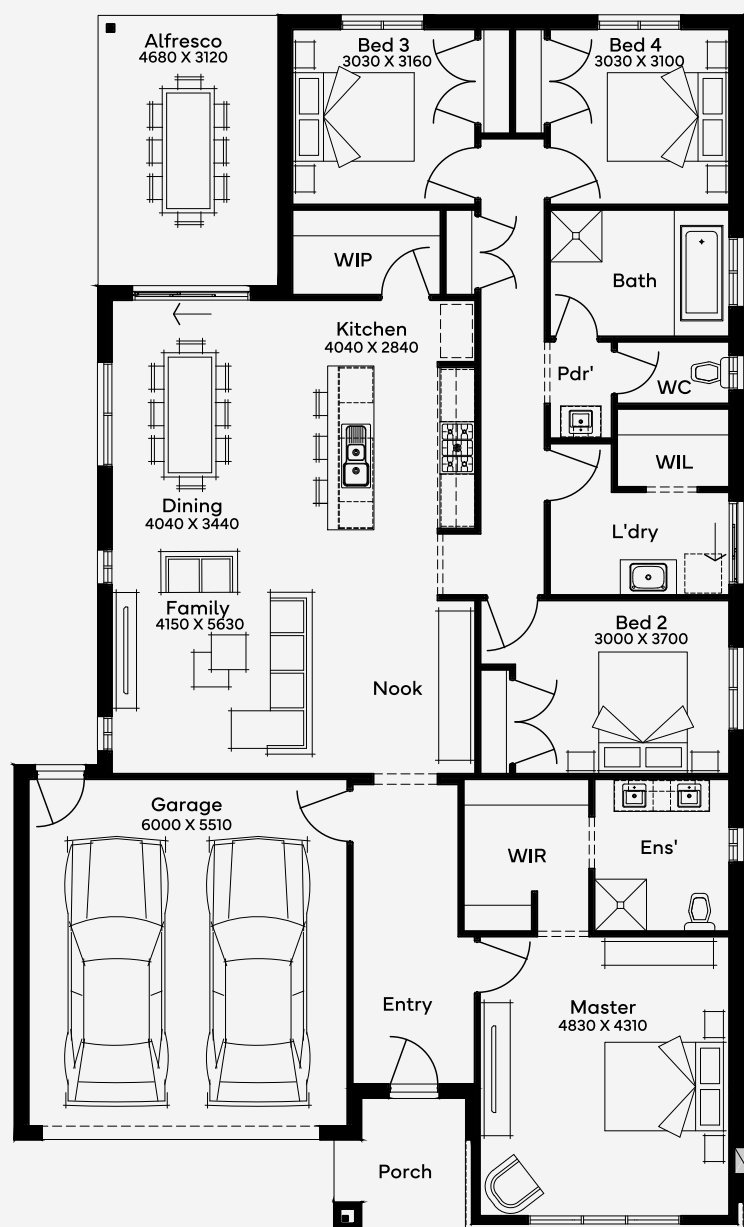 Alfresco
4680 X 3120
Bed 3
3030 X 3160
Bed 4
3030 X 3100
WIP
Bath
Kitchen
4040 X 2840
Pdr'
WC
WIL
Dining
4040 X 3440
L'dry
Family
4150 X 5630
Bed 2
3000 X 3700
Nook
Garage
6000 X 5510
WIR
Ens'
Entry
Master
4830 X 4310
Porch